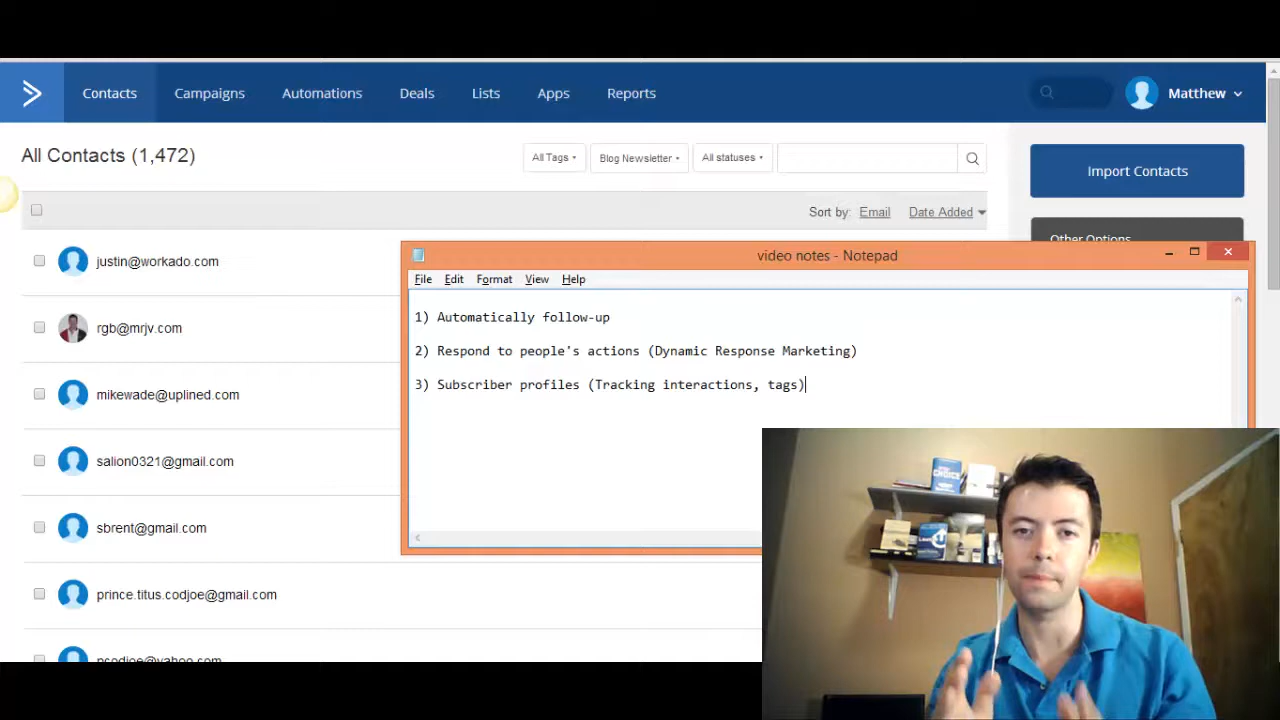 Contacts
Campaigns
Automations
Deals
Lists
Apps
Reports
Matthew
All Contacts (1,472)
All Tags
Blog Newsletter
All statuses
Import Contacts
Sort by: Email Date Added
Other Options
justin@workado.com
rgb@mrjv.com
mikewade@uplined.com
salion0321@gmail.com
sbrent@gmail.com
prince.titus.codjoe@gmail.com
pcodjoe@yahoo.com
video notes - Notepad
File Edit Format View Help
1) Automatically follow-up
2) Respond to people's actions (Dynamic Response Marketing)
3) Subscriber profiles (Tracking interactions, tags)